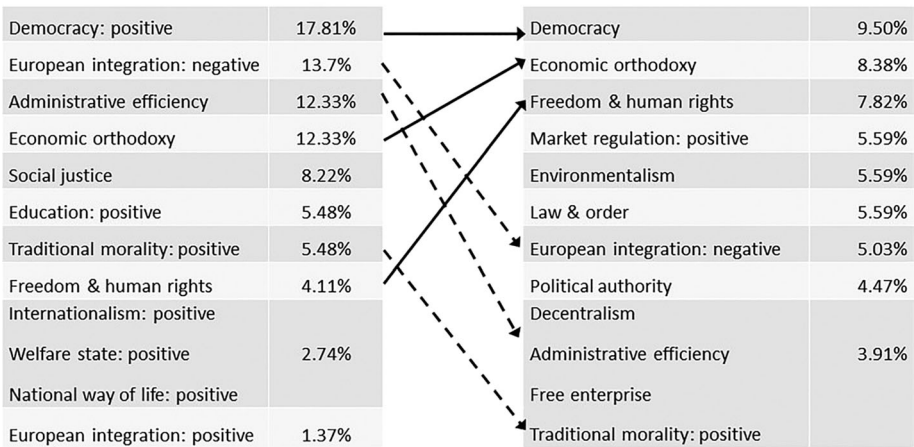 Democracy: positive 17.81% Democracy 9.50%
European integration: negative 13.7% Economic orthodoxy 8.38%
Administrative efficiency 12.33% Freedom & human rights 7.82%
Economic orthodoxy 12.33% Market regulation: positive 5.59%
Social justice 8.22% Environmentalism 5.59%
Education: positive 5.48% Law & order 5.59%
Traditional morality: positive 5.48% European integration: negative 5.03%
Freedom & human rights 4.11% Political authority 4.47%
Internationalism: positive Decentralism
Welfare state: positive 2.74% Administrative efficiency 3.91%
National way of life: positive Free enterprise
European integration: positive 1.37% Traditional morality: positive